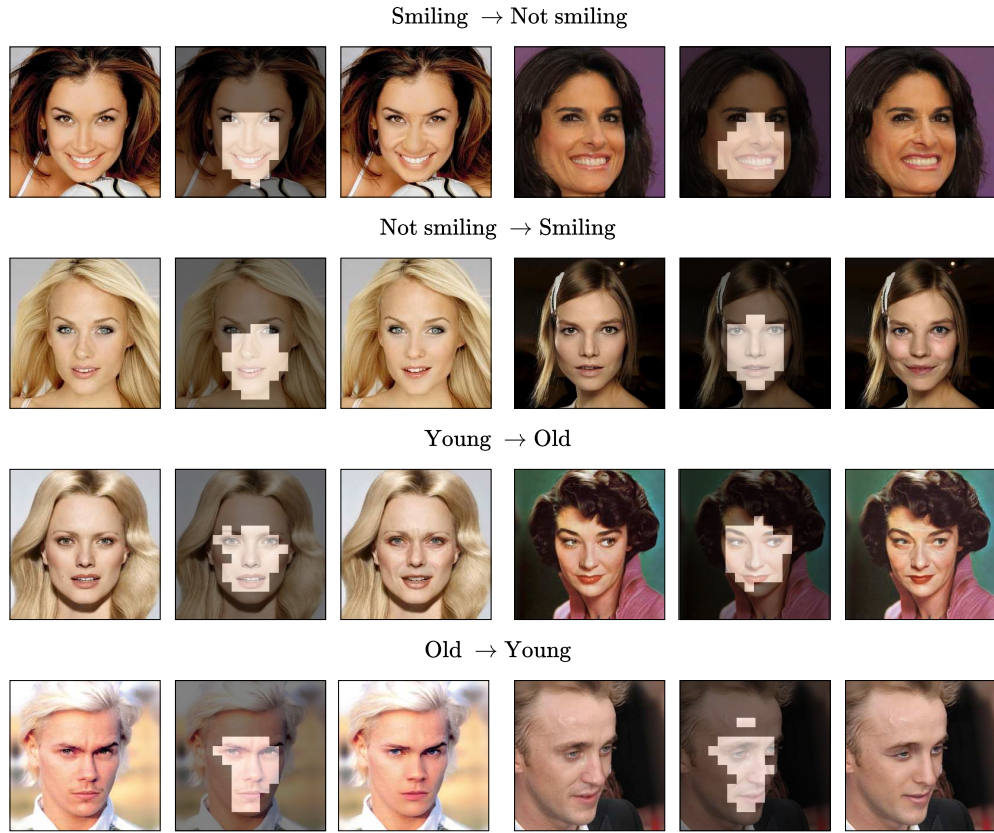 Smiling → Not smiling
Not smiling → Smiling
Young → Old
Old → Young